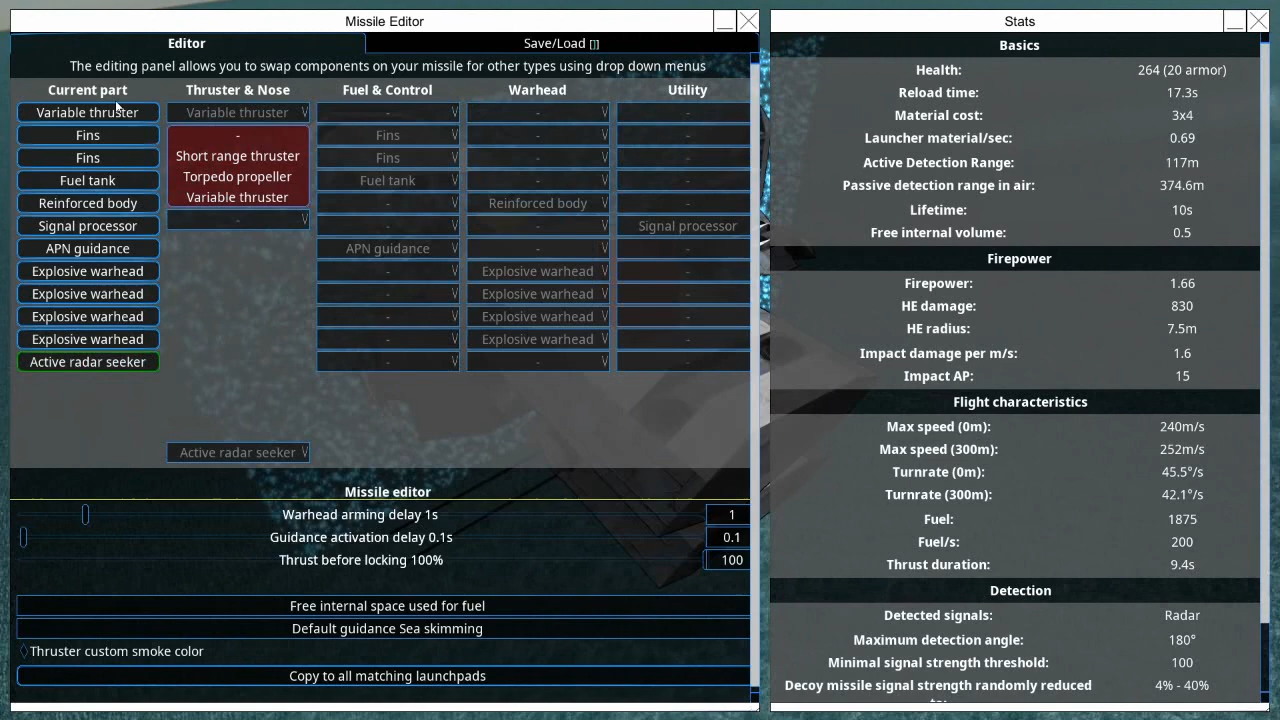 Missile Editor
Editor
Save/Load []
The editing panel allows you to swap components on your missile for other types using drop down menus
Current part Thruster & Nose Fuel & Control Warhead Utility
Variable thruster Variable thruster V - V - V -
Fins - Fins V - V -
Short range thruster
Fins Fins V - V -
Torpedo propeller
Fuel tank Fuel tank V - V -
Variable thruster
Reinforced body - V Reinforced body V -
Signal processor - V - V - V Signal processor
APN guidance APN guidance V - V -
Explosive warhead - V Explosive warhead V -
Explosive warhead - V Explosive warhead V -
Explosive warhead - V Explosive warhead V -
Explosive warhead - V Explosive warhead V -
Active radar seeker - V - V -
Active radar seeker V
Missile editor
Warhead arming delay 1s 1
Guidance activation delay 0.1s 0.1
Thrust before locking 100% 100
Free internal space used for fuel
Default guidance Sea skimming
Thruster custom smoke color
Copy to all matching launchpads
Stats
Basics
Health: 264 (20 armor)
Reload time: 17.3s
Material cost: 3x4
Launcher material/sec: 0.69
Active Detection Range: 117m
Passive detection range in air: 374.6m
Lifetime: 10s
Free internal volume: 0.5
Firepower
Firepower: 1.66
HE damage: 830
HE radius: 7.5m
Impact damage per m/s: 1.6
Impact AP: 15
Flight characteristics
Max speed (0m): 240m/s
Max speed (300m): 252m/s
Turnrate (0m): 45.5°/s
Turnrate (300m): 42.1°/s
Fuel: 1875
Fuel/s: 200
Thrust duration: 9.4s
Detection
Detected signals: Radar
Maximum detection angle: 180°
Minimal signal strength threshold: 100
Decoy missile signal strength randomly reduced 4% - 40%